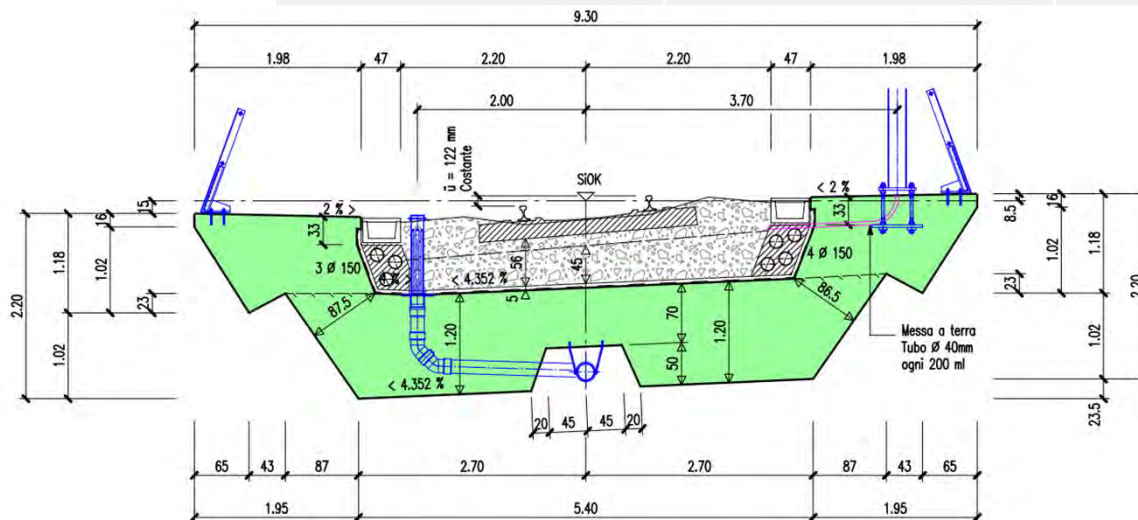 9.30
1.98 47 2.20 2.20 47 1.98
2.00 3.70
ü = 122 mm
Costante
SiOK
2 % >
< 2 %
15 16 33 33 8.5 16
1.18 1.02 1.02 1.18
3 Ø 150
4 Ø 150
56 45
4 % > < 4.352 %
2.20 23 5 23 2.20
87.5 86.5
1.20 70 1.20
Messa a terra
Tubo Ø 40mm
ogni 200 ml
1.02 50 1.02
< 4.352 %
23.5
20 45 45 20
65 43 87 2.70 2.70 87 43 65
1.95 5.40 1.95